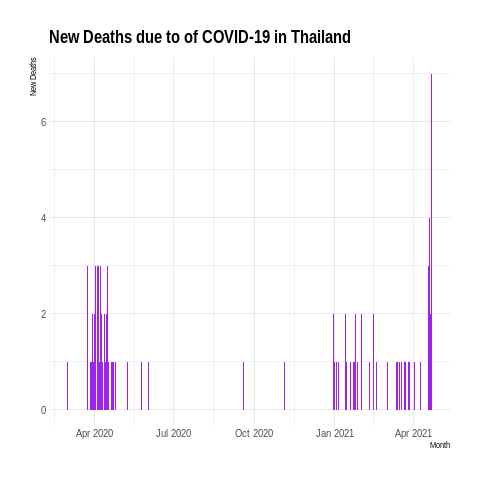 New Deaths due to of COVID-19 in Thailand
New Deaths
6
4
2
0
Apr 2020 Jul 2020 Oct 2020 Jan 2021 Apr 2021
Month